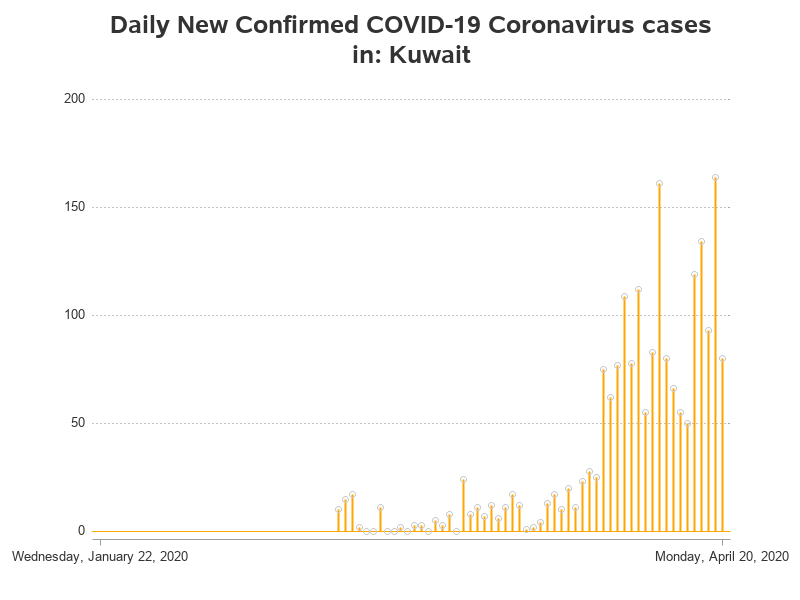 Daily New Confirmed COVID-19 Coronavirus cases
in: Kuwait
200
150
100
50
0
Wednesday, January 22, 2020
Monday, April 20, 2020